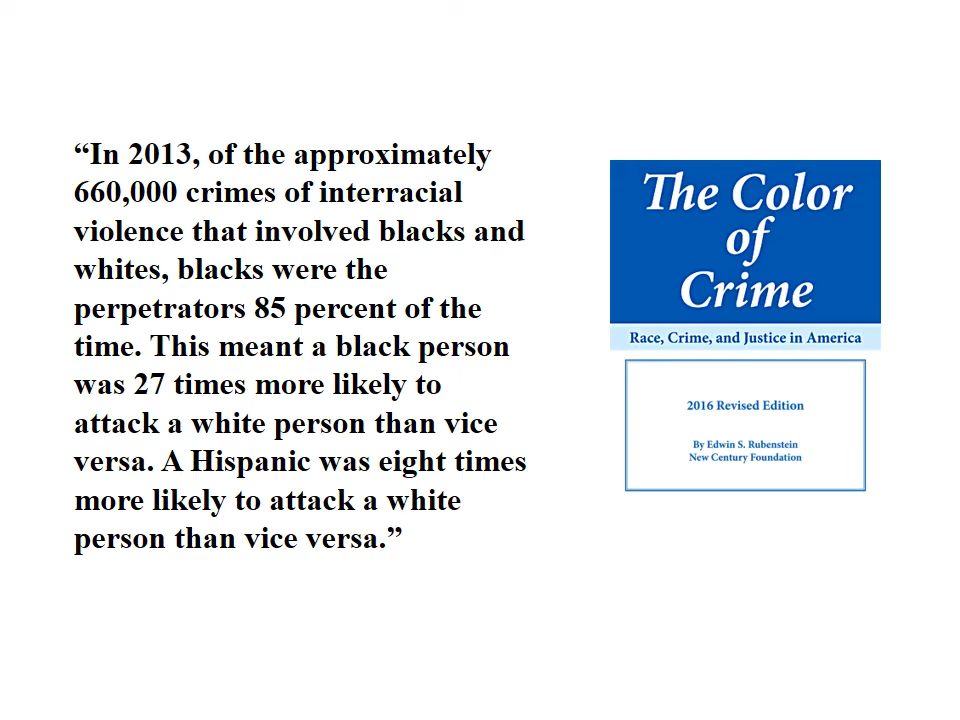 “In 2013, of the approximately
660,000 crimes of interracial
violence that involved blacks and
whites, blacks were the
perpetrators 85 percent of the
time. This meant a black person
was 27 times more likely to
attack a white person than vice
versa. A Hispanic was eight times
more likely to attack a white
person than vice versa.”
The Color
of
Crime
Race, Crime, and Justice in America
2016 Revised Edition
By Edwin S. Rubenstein
New Century Foundation